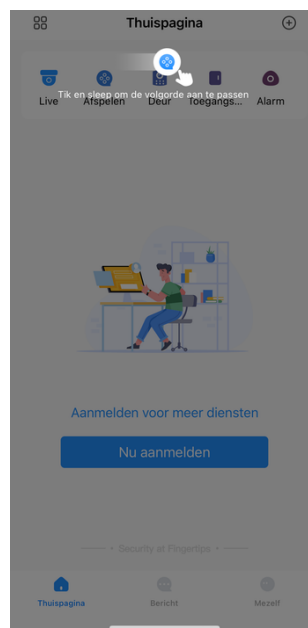 Thuispagina
Tik en sleep om de volgorde aan te passen
Live Afspelen Deur Toegangs... Alarm
Aanmelden voor meer diensten
Nu aanmelden
Security at Fingertips
Thuispagina Bericht Mezelf